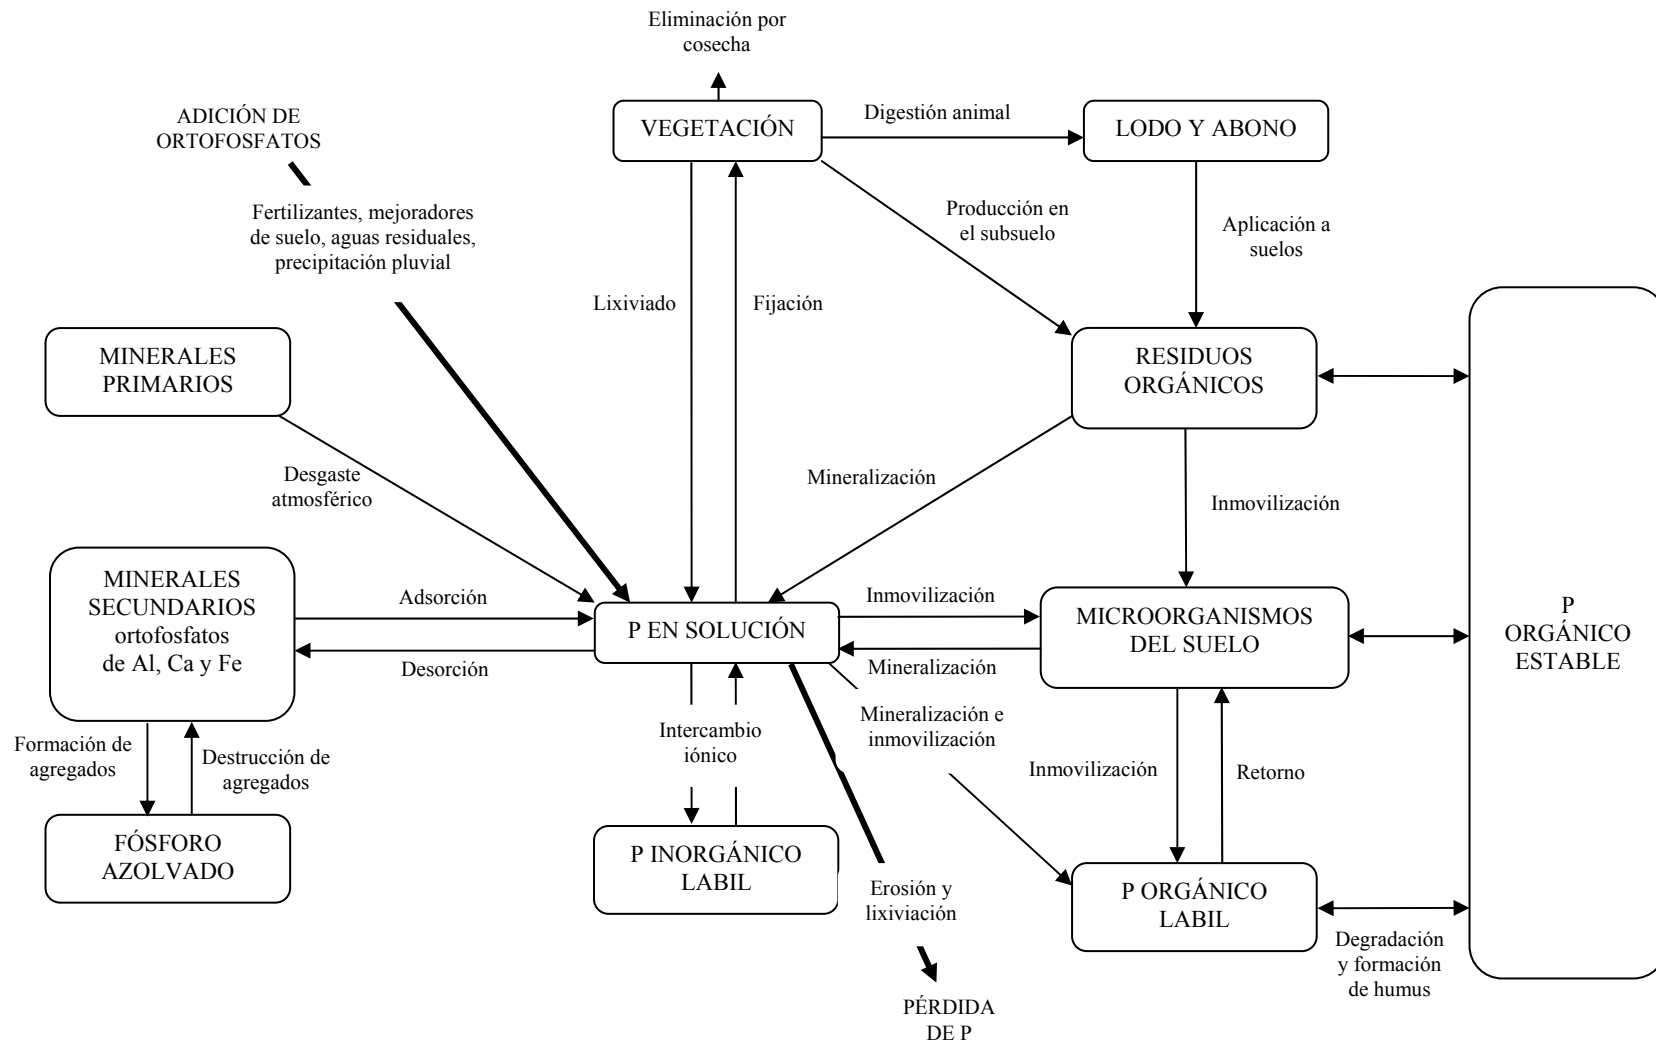 Eliminación por
cosecha
ADICIÓN DE
ORTOFOSFATOS
VEGETACIÓN
Digestión animal
LODO Y ABONO
Fertilizantes, mejoradores
de suelo, aguas residuales,
precipitación pluvial
Producción en
el subsuelo
Aplicación a
suelos
Lixiviado
Fijación
MINERALES
PRIMARIOS
RESIDUOS
ORGÁNICOS
Desgaste
atmosférico
Mineralización
Inmovilización
MINERALES
SECUNDARIOS
ortofosfatos
de Al, Ca y Fe
Adsorción
Desorción
P EN SOLUCIÓN
Inmovilización
Mineralización
MICROORGANISMOS
DEL SUELO
P
ORGÁNICO
ESTABLE
Formación de
agregados
Destrucción de
agregados
Intercambio
iónico
Mineralización e
inmovilización
Inmovilización
Retorno
FÓSFORO
AZOLVADO
P INORGÁNICO
LABIL
Erosión y
lixiviación
P ORGÁNICO
LABIL
Degradación
y formación
de humus
PÉRDIDA
DE P